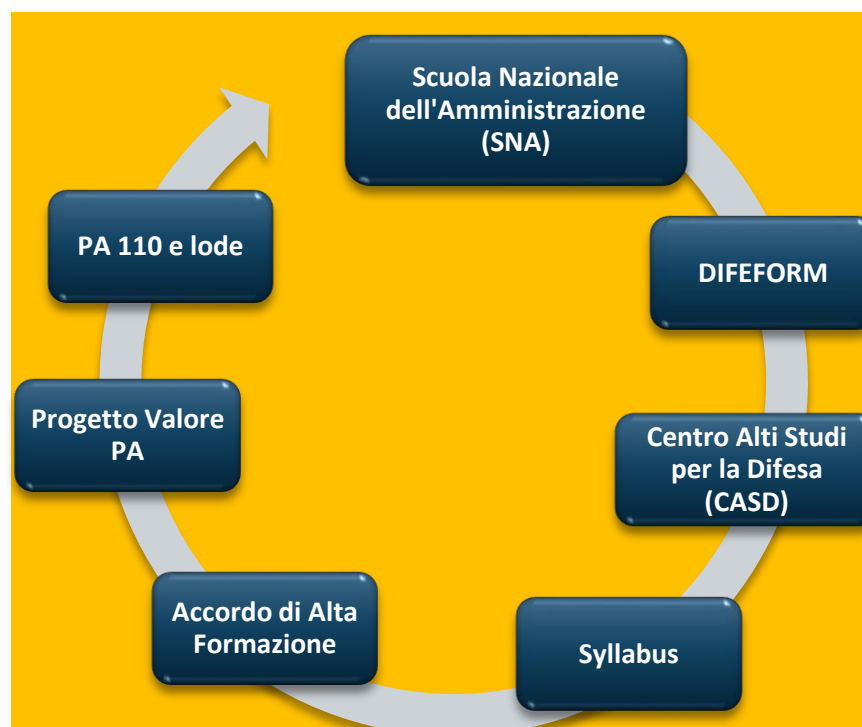 Scuola Nazionale
dell'Amministrazione
(SNA)
DIFEFORM
Centro Alti Studi
per la Difesa
(CASD)
Syllabus
Accordo di Alta
Formazione
Progetto Valore
PA
PA 110 e lode